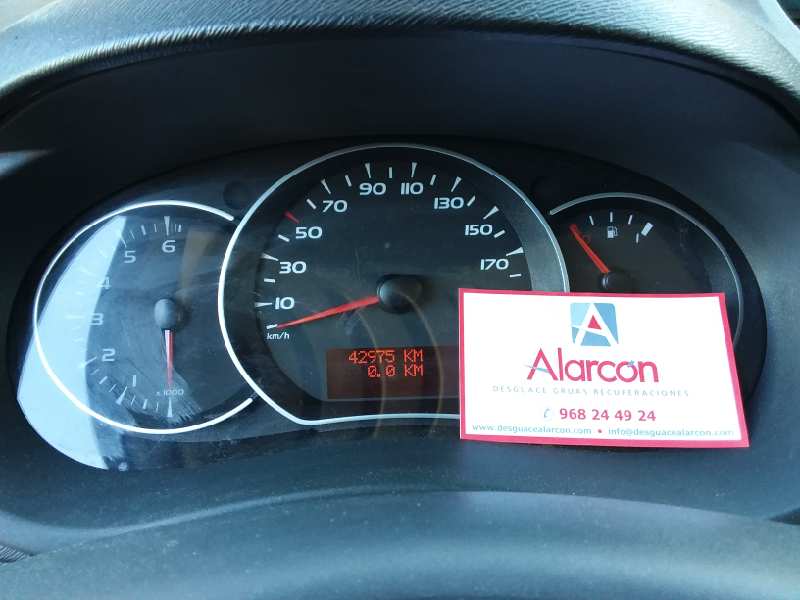 1
2
3
4
5
6
x1000
10
30
50
70
90
110
130
150
170
km/h
42975 KM
0.0 KM
Alarcón
DESGUACE GRUAS RECUPERACIONES
968 24 49 24
www.desguacealarcon.com • info@desguacealarcon.com